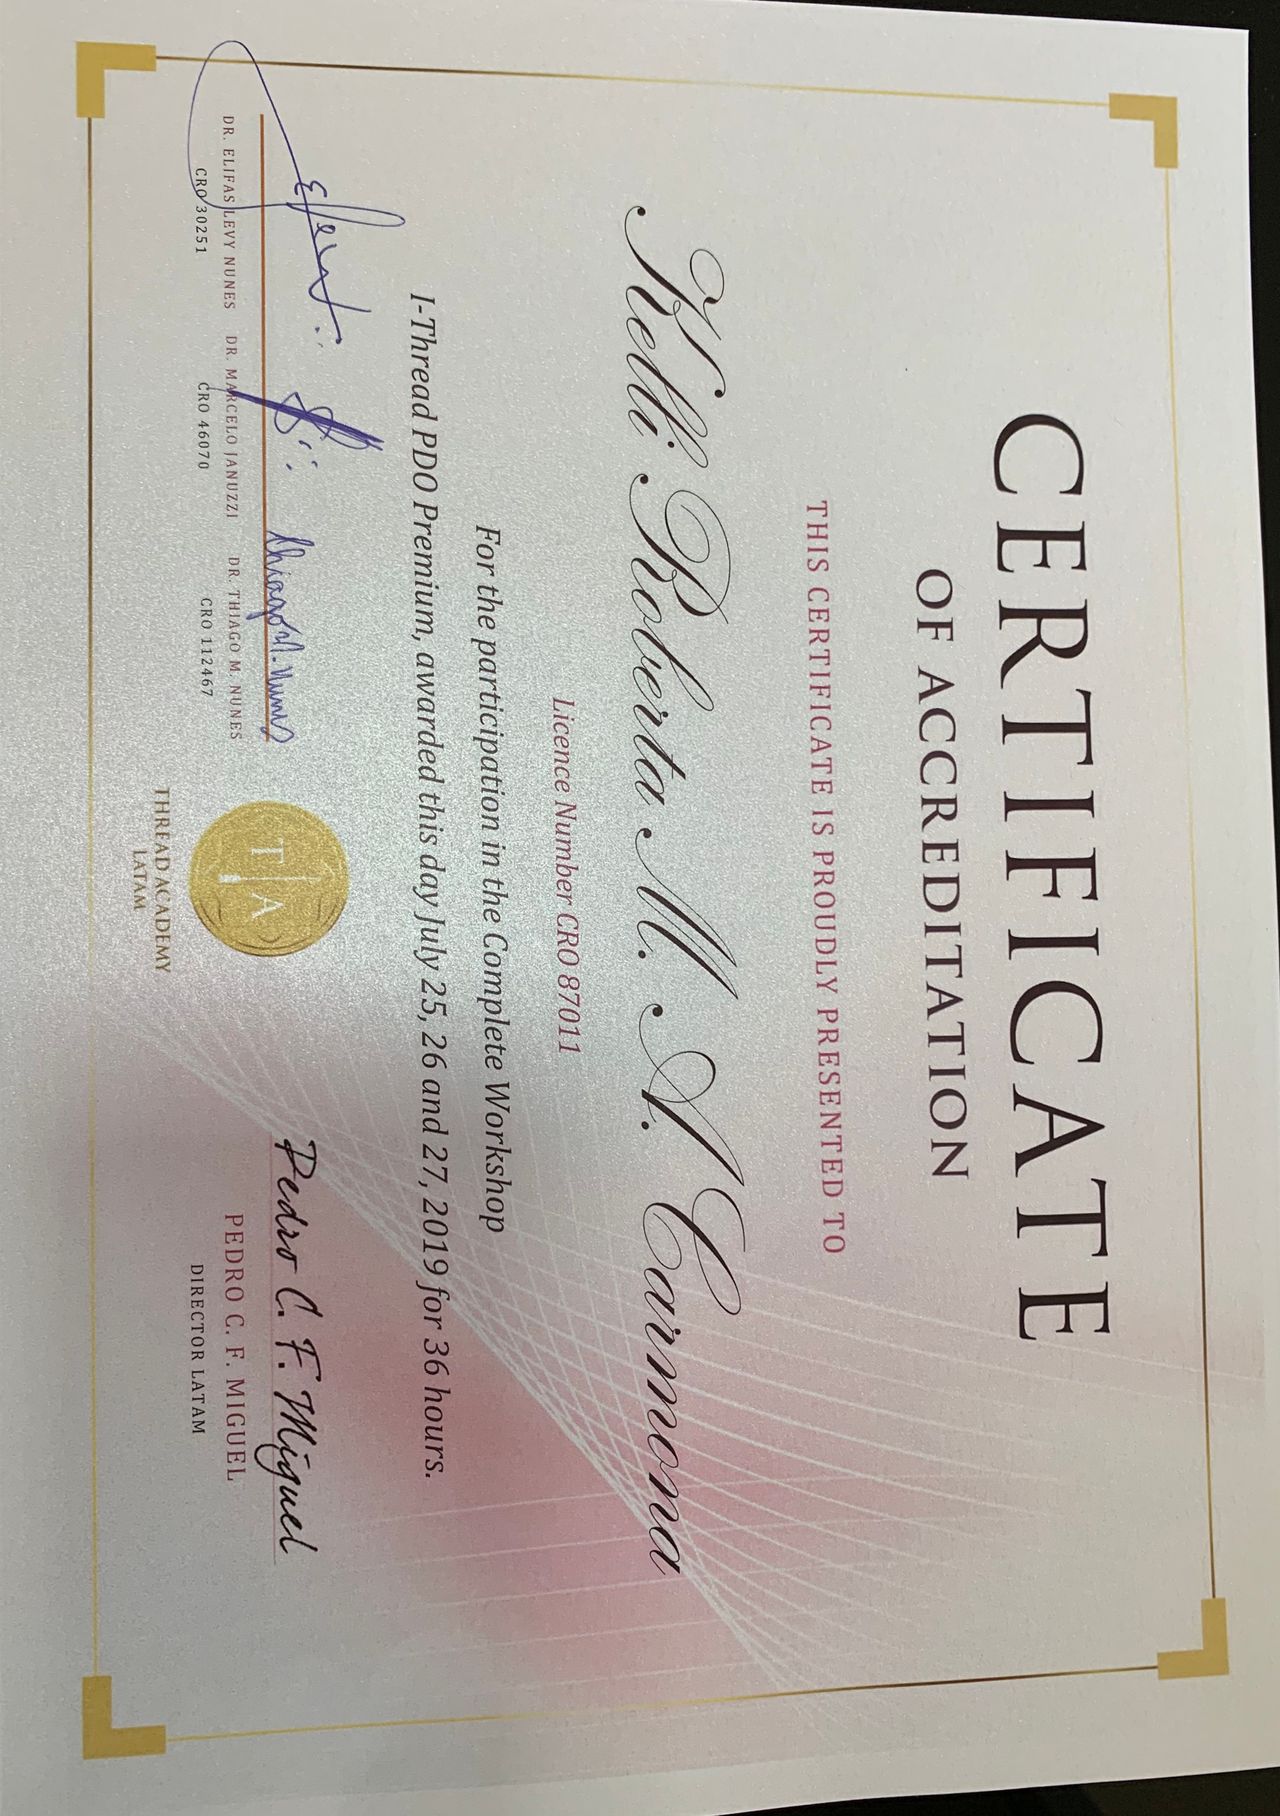 CERTIFICATE
OF ACCREDITATION
THIS CERTIFICATE IS PROUDLY PRESENTED TO
Kelli Roberta M. A. Carmona
Licence Number CRO 87011
For the participation in the Complete Workshop
I-Thread PDO Premium, awarded this day July 25, 26 and 27, 2019 for 36 hours.
Thiago M. Nunes
DR. ELIFAS LEVY NUNES DR. MARCELO JANUZZI DR. THIAGO M. NUNES
CRO 30251 CRO 46070 CRO 112467
T A
THREAD ACADEMY
LATAM
Pedro C. F. Miguel
PEDRO C. F. MIGUEL
DIRECTOR LATAM